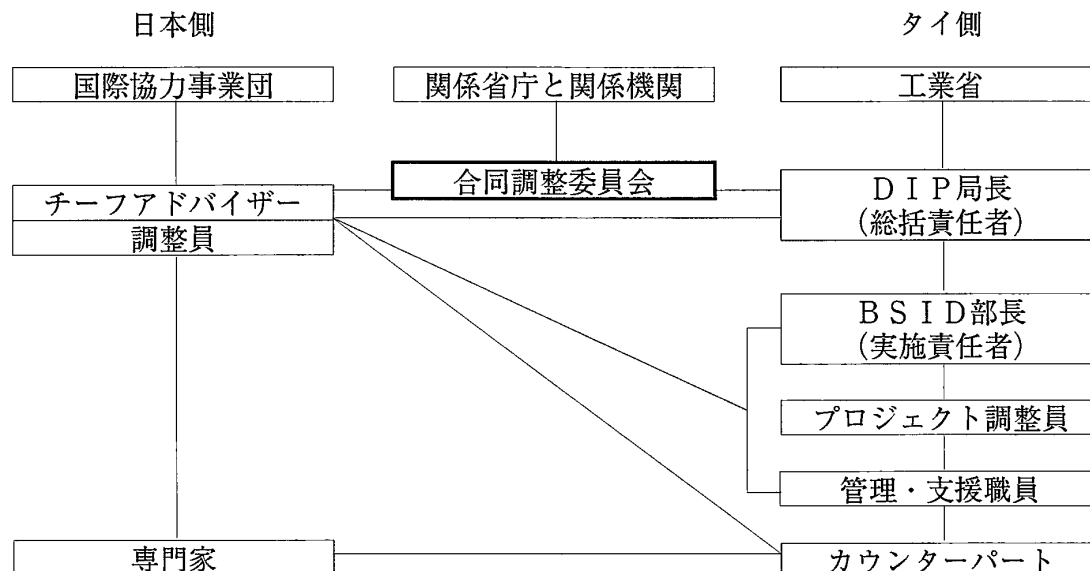 日本側
タイ側
国際協力事業団
関係省庁と関係機関
工業省
合同調整委員会
チーフアドバイザー
調整員
ＤＩＰ局長
(総括責任者)
ＢＳＩＤ部長
(実施責任者)
プロジェクト調整員
管理・支援職員
専門家
カウンターパート